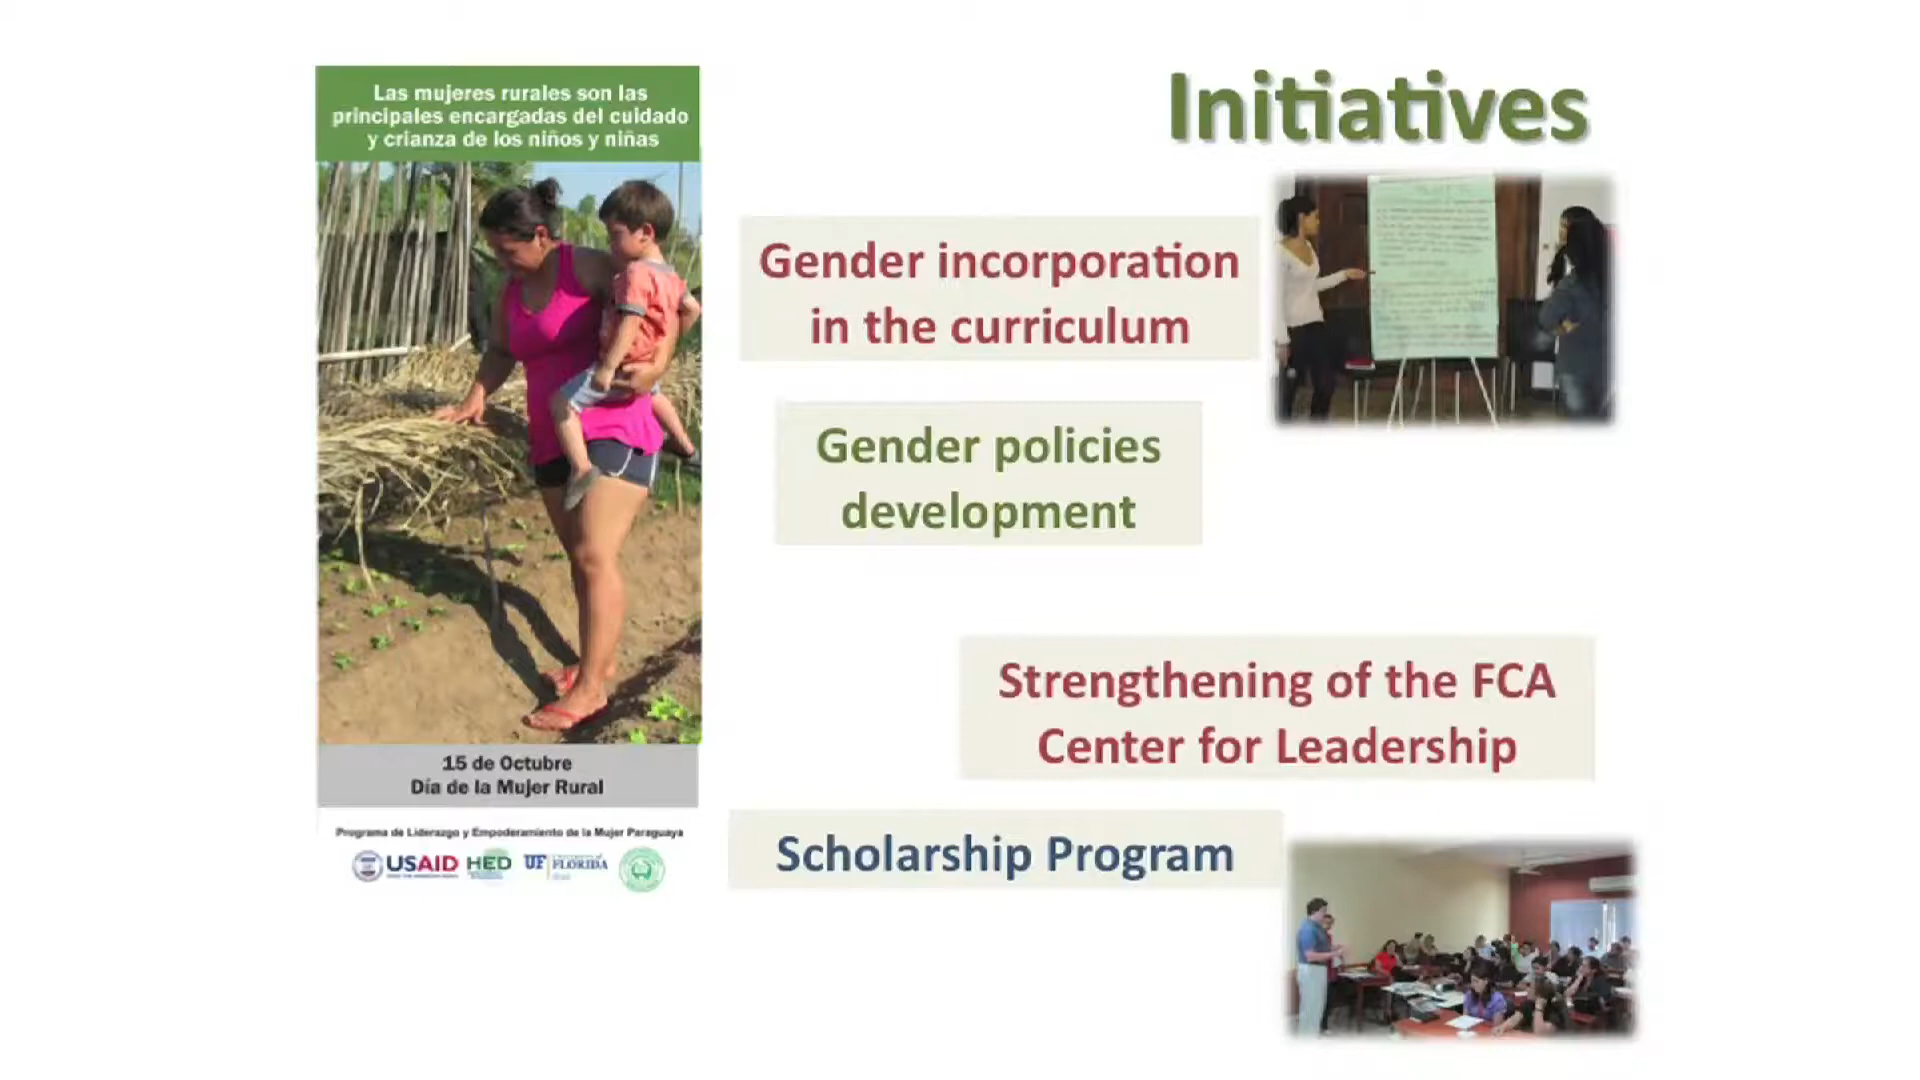 Las mujeres rurales son las
principales encargadas del cuidado
y crianza de los niños y niñas
15 de Octubre
Día de la Mujer Rural
Programa de Liderazgo y Empoderamiento de la Mujer Paraguaya
USAID
HED
UF
FLORIDA
Initiatives
Gender incorporation
in the curriculum
Gender policies
development
Strengthening of the FCA
Center for Leadership
Scholarship Program